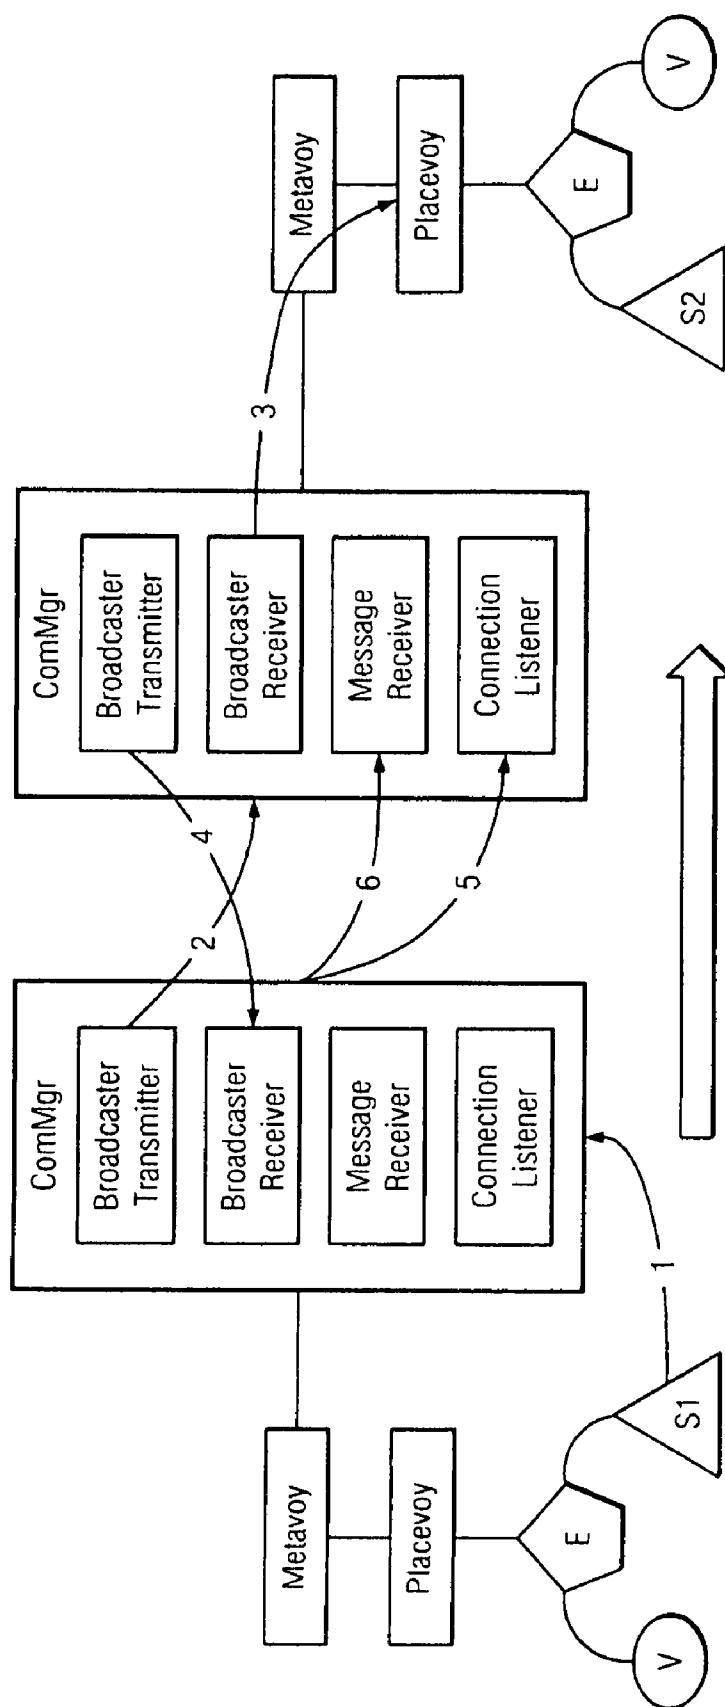 Metavoy
Placevoy
E
V
S1
1
ComMgr
Broadcaster
Transmitter
Broadcaster
Receiver
Message
Receiver
Connection
Listener
2
4
6
5
ComMgr
Broadcaster
Transmitter
Broadcaster
Receiver
Message
Receiver
Connection
Listener
3
Metavoy
Placevoy
E
V
S2